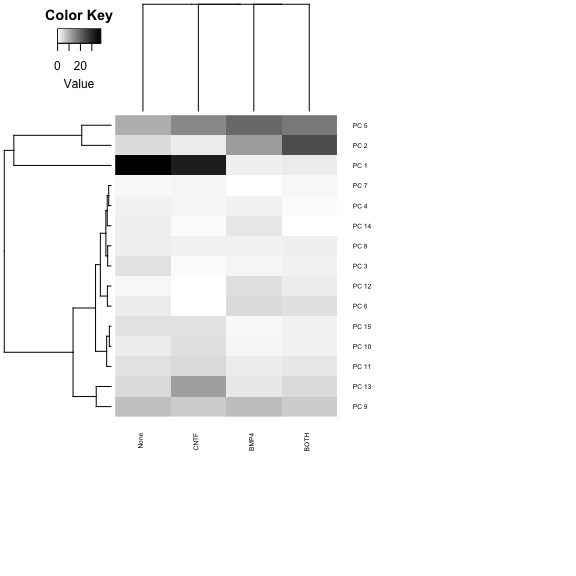 Color Key
0 20
Value
PC 5
PC 2
PC 1
PC 7
PC 4
PC 14
PC 8
PC 3
PC 12
PC 6
PC 15
PC 10
PC 11
PC 13
PC 9
None
CNTF
BMP4
BOTH